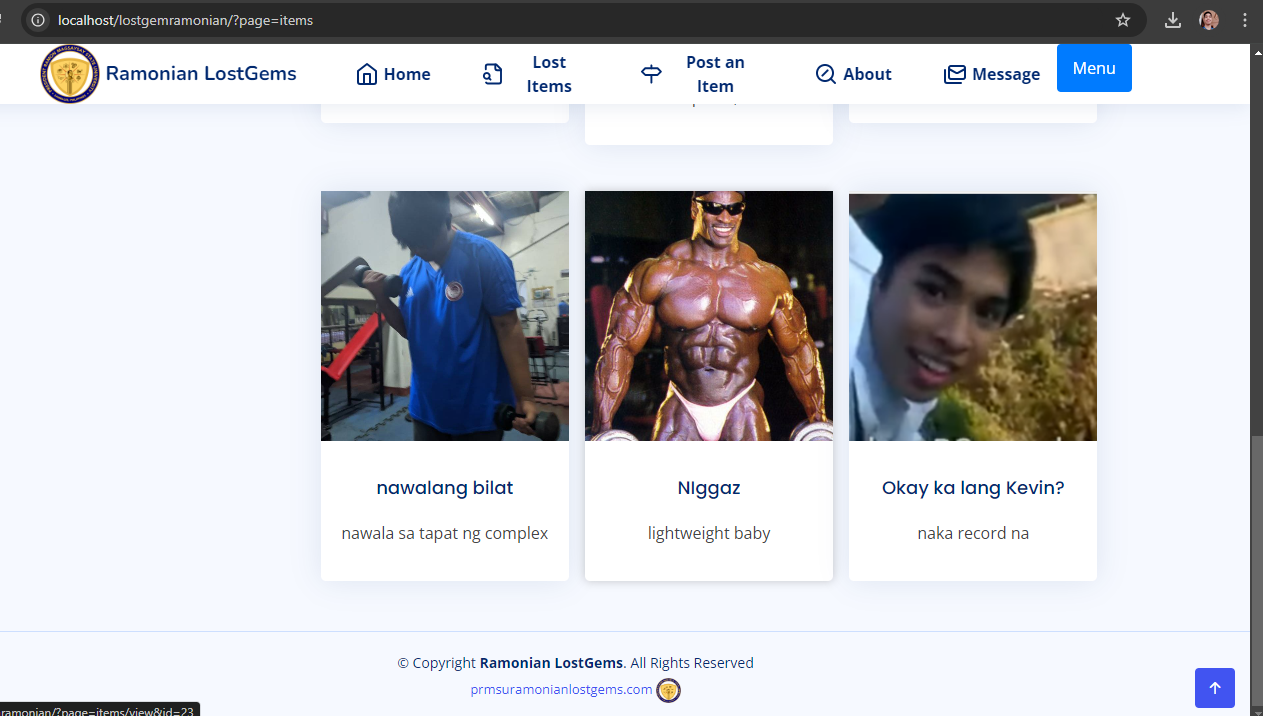 localhost/lostgemramonian/?page=items
Ramonian LostGems
Home
Lost
Items
Post an
Item
About
Message
Menu
nawalang bilat
nawala sa tapat ng complex
NIggaz
lightweight baby
Okay ka lang Kevin?
naka record na
© Copyright Ramonian LostGems. All Rights Reserved
prmsuramonianlostgems.com
ramonian/?page=items/view&id=23